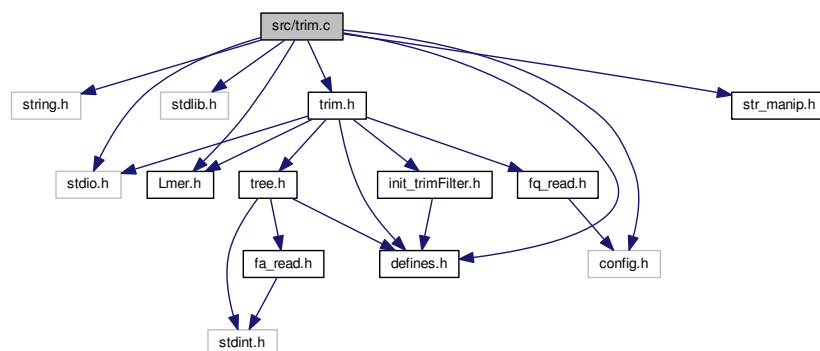 src/trim.c
string.h
stdlib.h
trim.h
str_manip.h
stdio.h
Lmer.h
tree.h
init_trimFilter.h
fq_read.h
fa_read.h
defines.h
config.h
stdint.h